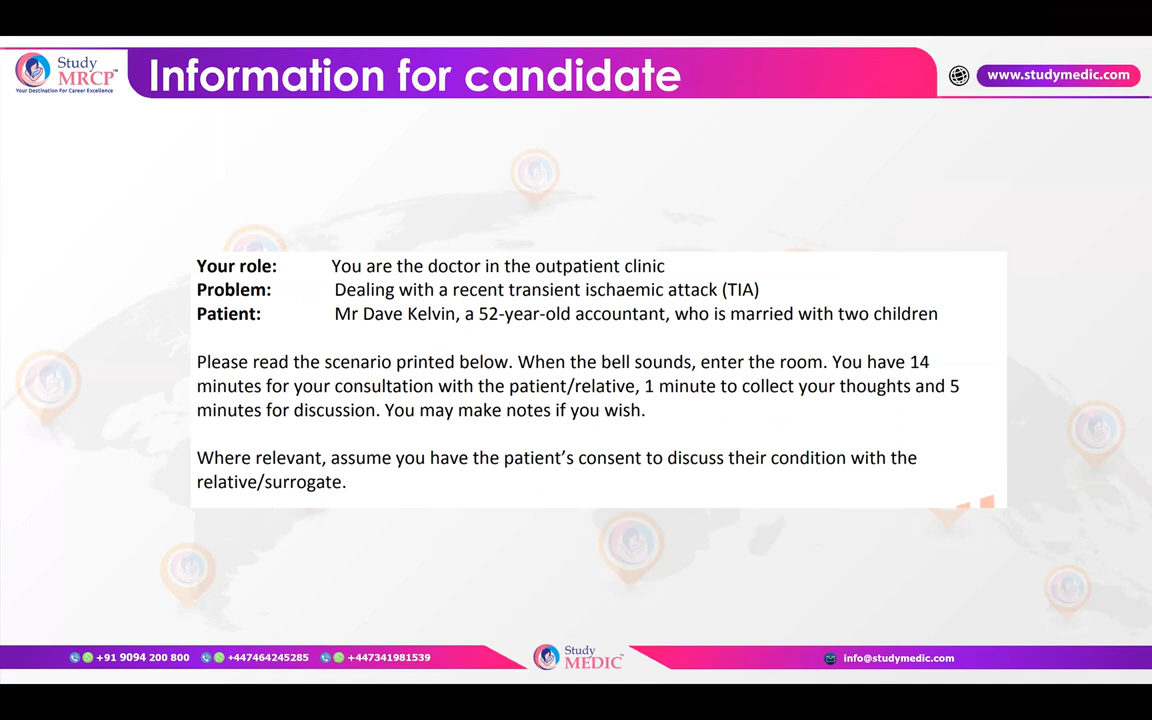 Study
MRCP™
Your Destination For Career Excellence
Information for candidate
www.studymedic.com
Your role: You are the doctor in the outpatient clinic
Problem: Dealing with a recent transient ischaemic attack (TIA)
Patient: Mr Dave Kelvin, a 52-year-old accountant, who is married with two children
Please read the scenario printed below. When the bell sounds, enter the room. You have 14
minutes for your consultation with the patient/relative, 1 minute to collect your thoughts and 5
minutes for discussion. You may make notes if you wish.
Where relevant, assume you have the patient’s consent to discuss their condition with the
relative/surrogate.
+91 9094 200 800 +447464245285 +447341981539
Study
MEDIC™
info@studymedic.com